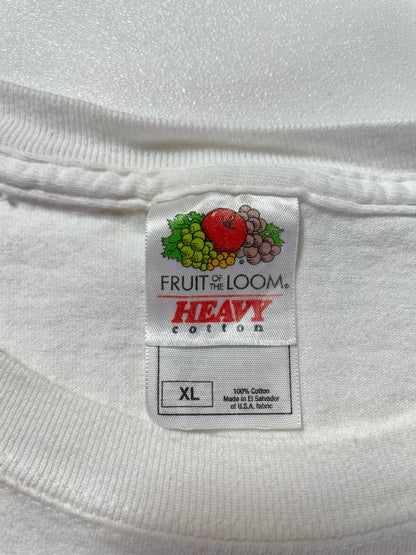 FRUIT OF THE LOOM®
HEAVY
cotton
XL
100% Cotton
Made in El Salvador
of U.S.A. fabric